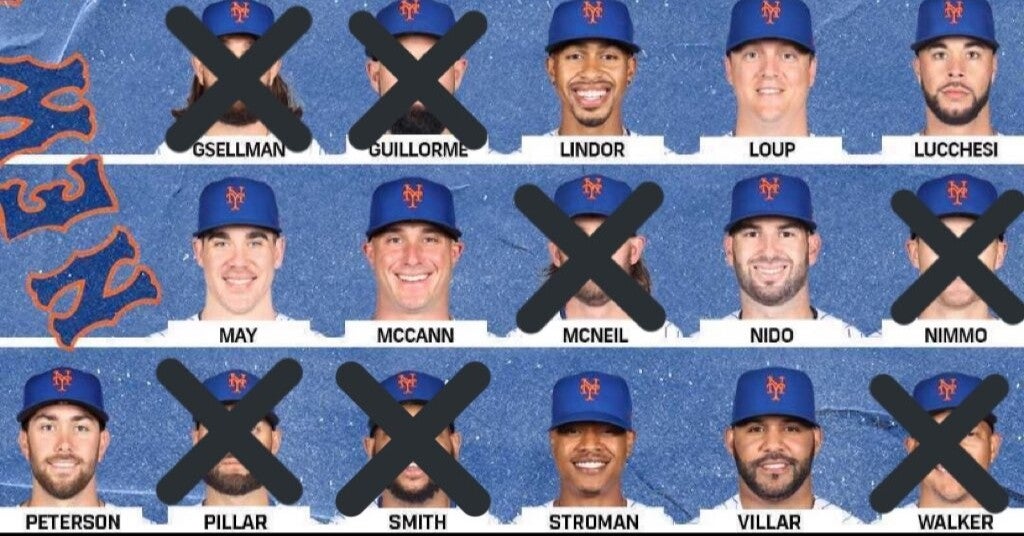 GSELLMAN GUILLORME LINDOR LOUP LUCCHESI
MAY MCCANN MCNEIL NIDO NIMMO
PETERSON PILLAR SMITH STROMAN VILLAR WALKER